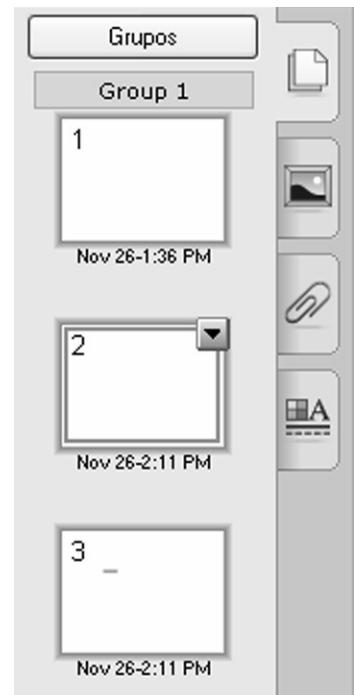 Grupos
Group 1
1
Nov 26-1:36 PM
2
Nov 26-2:11 PM
3
Nov 26-2:11 PM
A